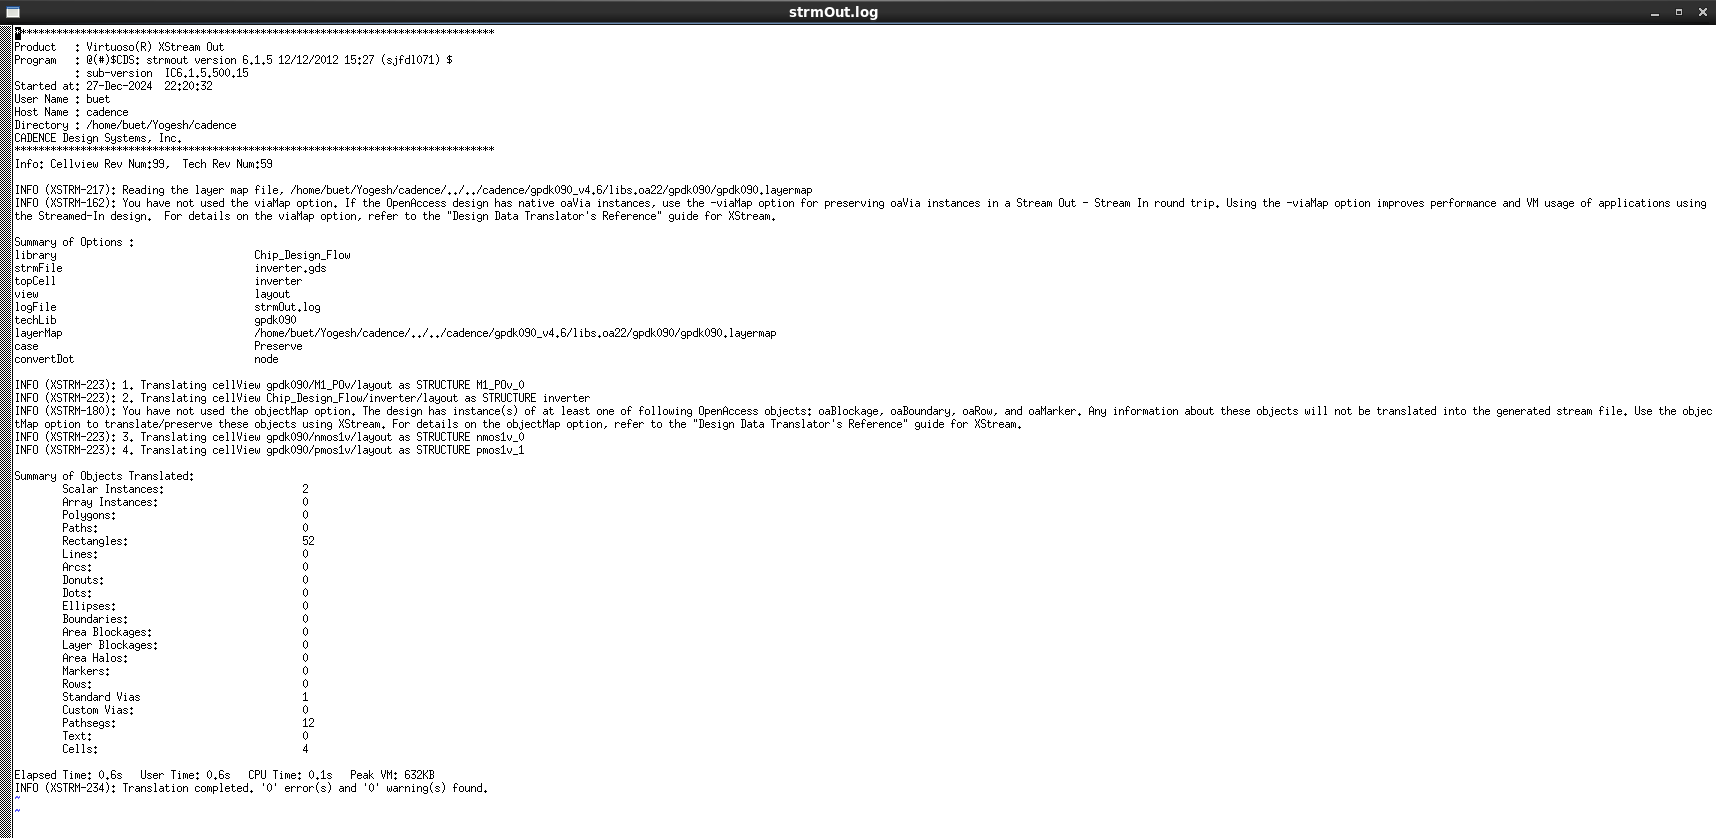 strmOut.log
********************************************************************************
Product   : Virtuoso(R) XStream Out
Program   : @(#)$CDS: strmout version 6.1.5 12/12/2012 15:27 (sjfdl071) $
          : sub-version  IC6.1.5.500.15
Started at: 27-Dec-2024  22:20:32
User Name : buet
Host Name : cadence
Directory : /home/buet/Yogesh/cadence
CADENCE Design Systems, Inc.
********************************************************************************
Info: Cellview Rev Num:99,  Tech Rev Num:59
INFO (XSTRM-217): Reading the layer map file, /home/buet/Yogesh/cadence/../../cadence/gpdk090_v4.6/libs.oa22/gpdk090/gpdk090.layermap
INFO (XSTRM-162): You have not used the viaMap option. If the OpenAccess design has native oaVia instances, use the -viaMap option for preserving oaVia instances in a Stream Out - Stream In round trip. Using the -viaMap option improves performance and VM usage of applications using
the Streamed-In design.  For details on the viaMap option, refer to the "Design Data Translator's Reference" guide for XStream.
Summary of Options :
library                                 Chip_Design_Flow
strmFile                                inverter.gds
topCell                                 inverter
view                                    layout
logFile                                 strmOut.log
techLib                                 gpdk090
layerMap                                /home/buet/Yogesh/cadence/../../cadence/gpdk090_v4.6/libs.oa22/gpdk090/gpdk090.layermap
case                                    Preserve
convertDot                              node
INFO (XSTRM-223): 1. Translating cellView gpdk090/M1_POv/layout as STRUCTURE M1_POv_0
INFO (XSTRM-223): 2. Translating cellView Chip_Design_Flow/inverter/layout as STRUCTURE inverter
INFO (XSTRM-180): You have not used the objectMap option. The design has instance(s) of at least one of following OpenAccess objects: oaBlockage, oaBoundary, oaRow, and oaMarker. Any information about these objects will not be translated into the generated stream file. Use the objec
tMap option to translate/preserve these objects using XStream. For details on the objectMap option, refer to the "Design Data Translator's Reference" guide for XStream.
INFO (XSTRM-223): 3. Translating cellView gpdk090/nmos1v/layout as STRUCTURE nmos1v_0
INFO (XSTRM-223): 4. Translating cellView gpdk090/pmos1v/layout as STRUCTURE pmos1v_1
Summary of Objects Translated:
        Scalar Instances:                       2
        Array Instances:                        0
        Polygons:                               0
        Paths:                                  0
        Rectangles:                             52
        Lines:                                  0
        Arcs:                                   0
        Donuts:                                 0
        Dots:                                   0
        Ellipses:                               0
        Boundaries:                             0
        Area Blockages:                         0
        Layer Blockages:                        0
        Area Halos:                             0
        Markers:                                0
        Rows:                                   0
        Standard Vias                           1
        Custom Vias:                            0
        Pathsegs:                               12
        Text:                                   0
        Cells:                                  4
Elapsed Time: 0.6s   User Time: 0.6s   CPU Time: 0.1s   Peak VM: 632KB
INFO (XSTRM-234): Translation completed. '0' error(s) and '0' warning(s) found.
~
~